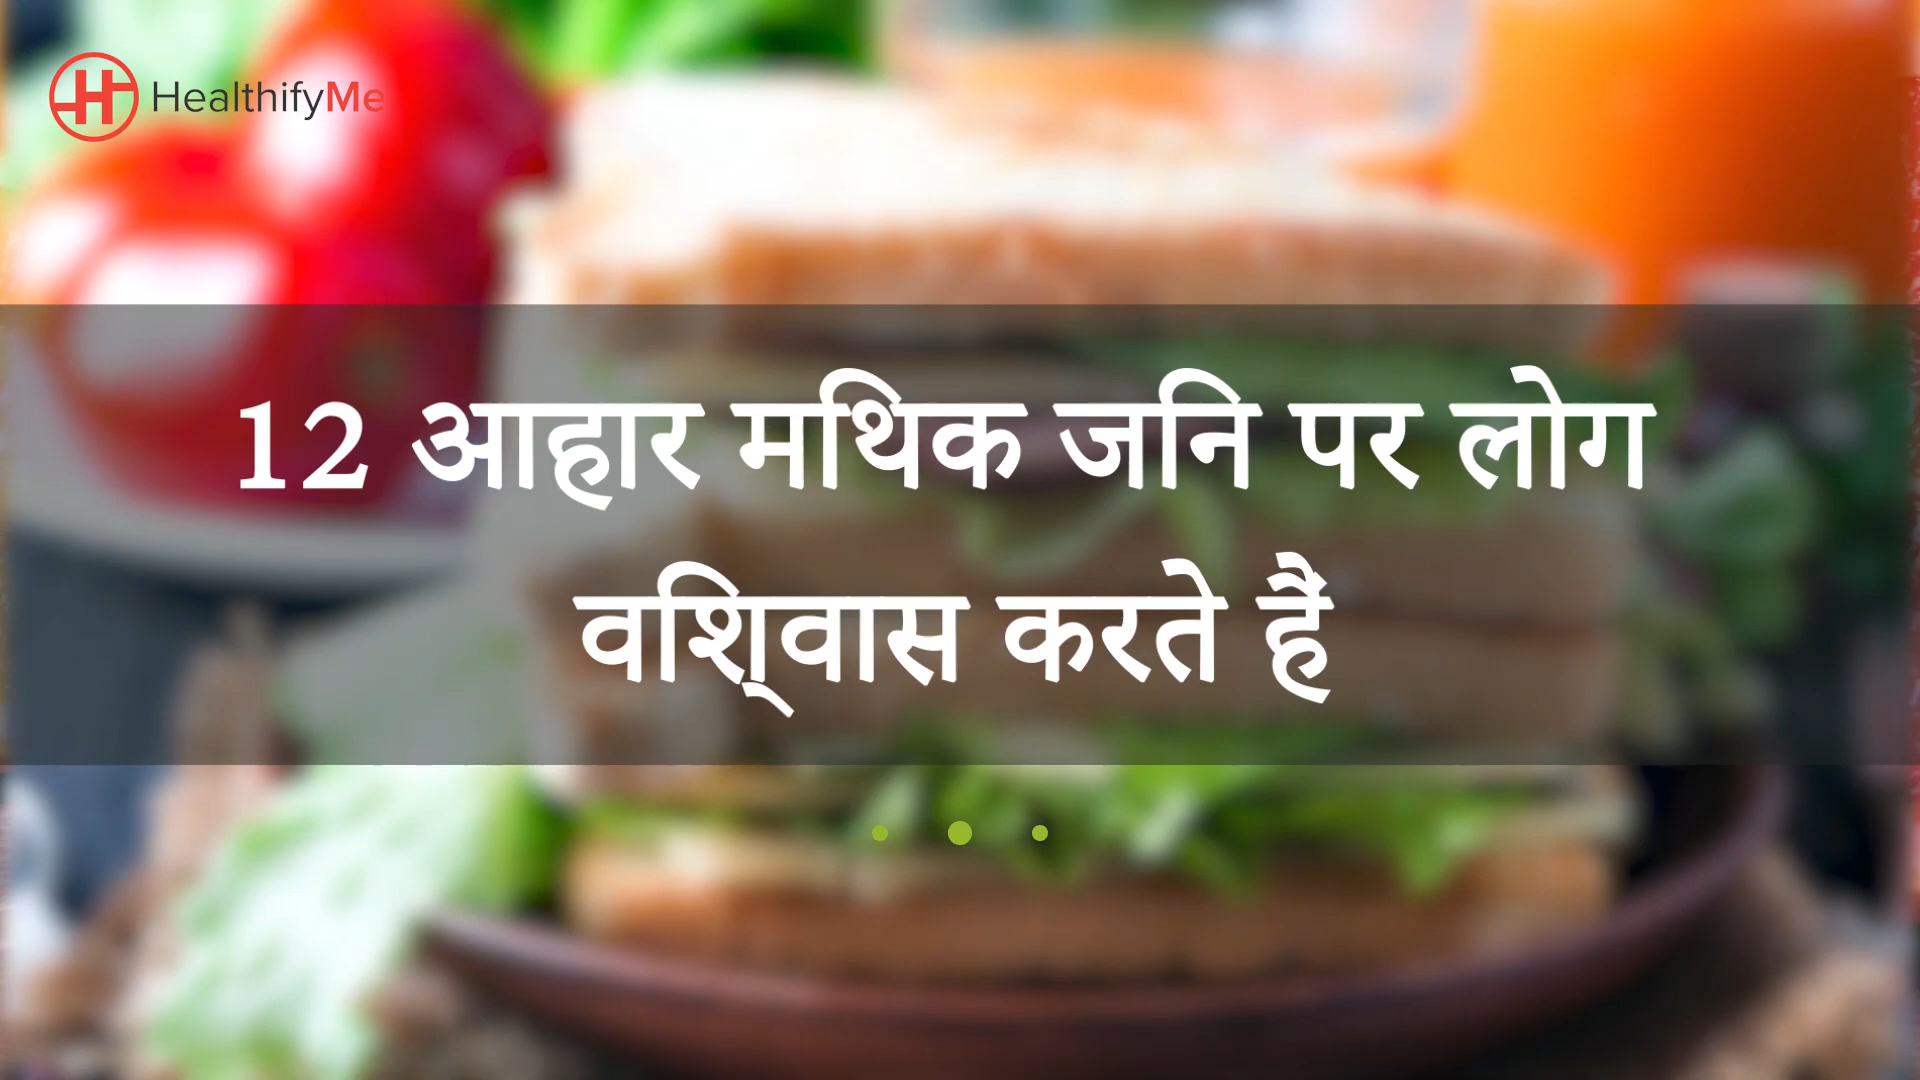 HealthifyMe
12 आहार मथिक जनि पर लोग
वशि्वास करते हैं